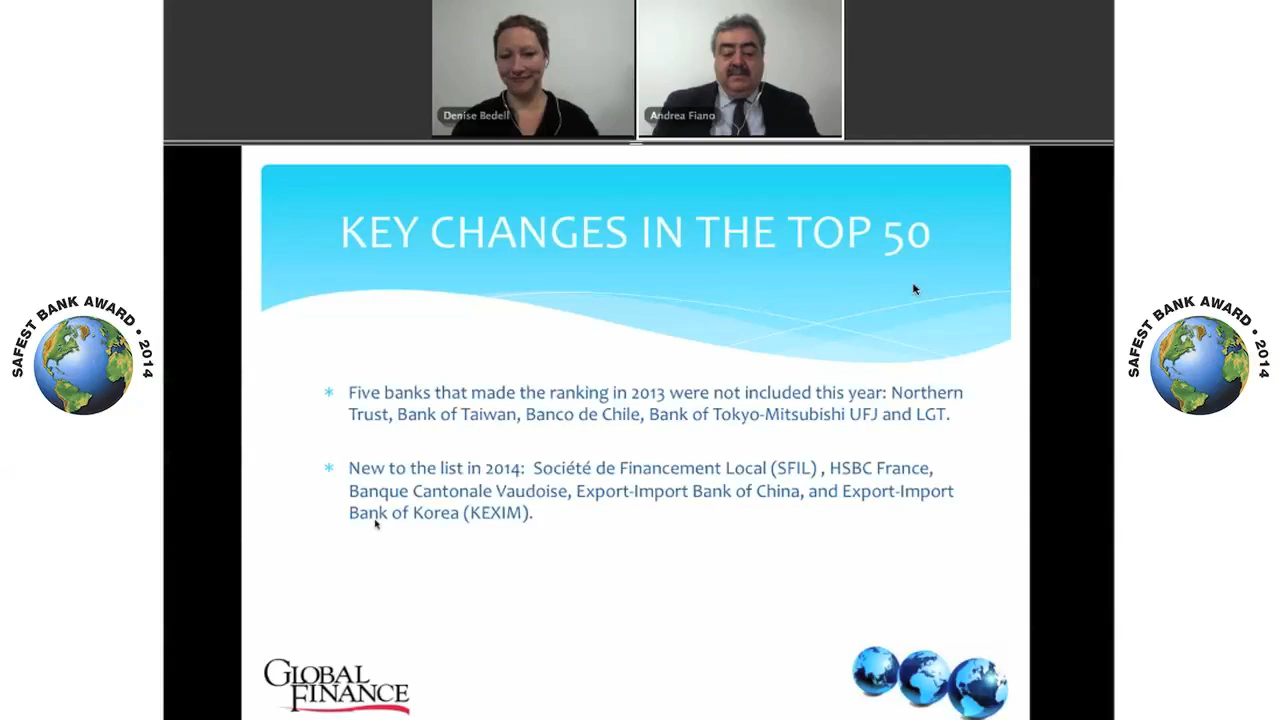 Denise Bedell
Andrea Fiano
KEY CHANGES IN THE TOP 50
SAFEST BANK AWARD • 2014
SAFEST BANK AWARD • 2014
* Five banks that made the ranking in 2013 were not included this year: Northern
Trust, Bank of Taiwan, Banco de Chile, Bank of Tokyo-Mitsubishi UFJ and LGT.
* New to the list in 2014: Société de Financement Local (SFIL) , HSBC France,
Banque Cantonale Vaudoise, Export-Import Bank of China, and Export-Import
Bank of Korea (KEXIM).
GLOBAL
FINANCE